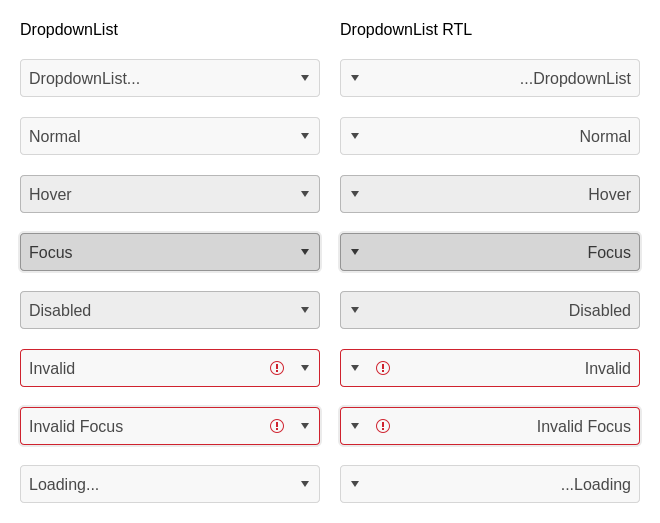 DropdownList
DropdownList...
Normal
Hover
Focus
Disabled
Invalid
Invalid Focus
Loading...
DropdownList RTL
...DropdownList
Normal
Hover
Focus
Disabled
Invalid
Invalid Focus
...Loading